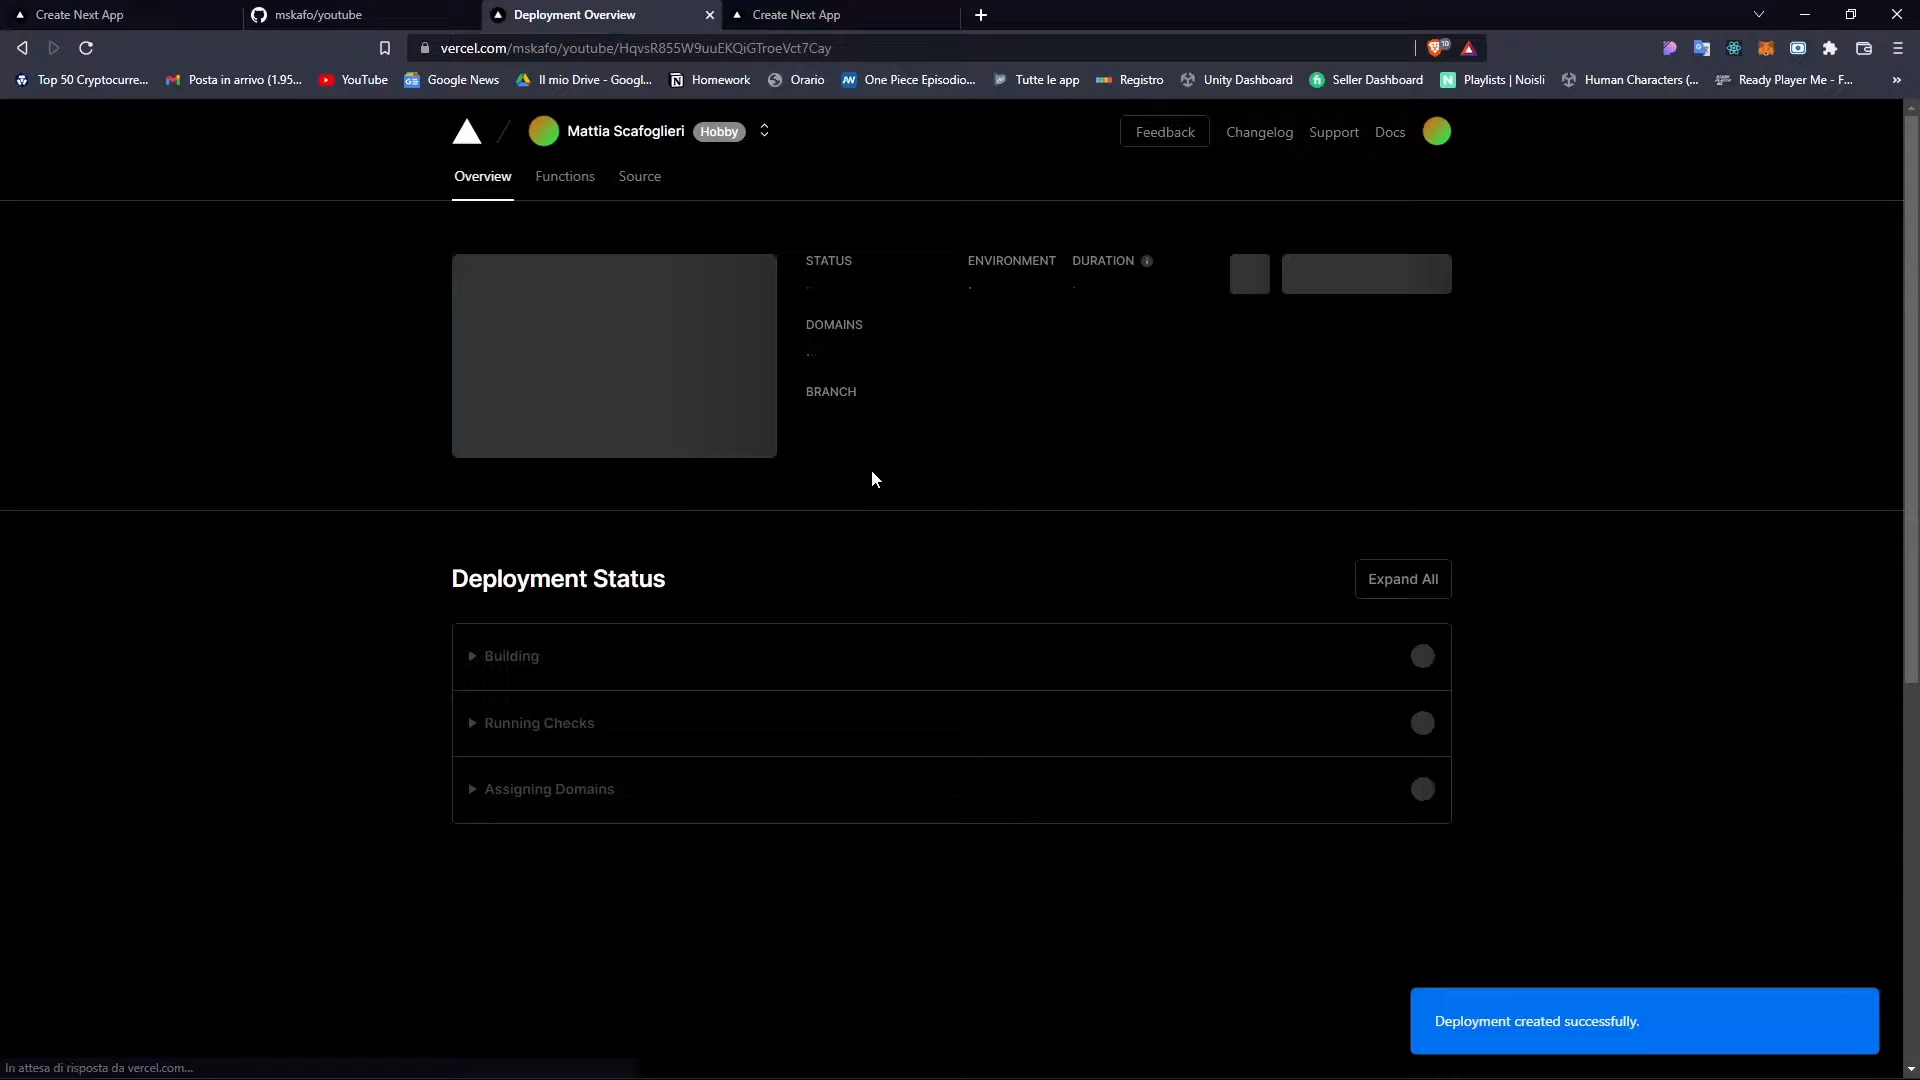 Create Next App
mskafo/youtube
Deployment Overview
Create Next App
vercel.com/mskafo/youtube/HqvsR855W9uuEKQiGTroeVct7Cay
10
Top 50 Cryptocurre...
Posta in arrivo (1.95...
YouTube
Google News
Il mio Drive - Googl...
Homework
Orario
One Piece Episodio...
Tutte le app
Registro
Unity Dashboard
Seller Dashboard
Playlists | Noisli
Human Characters (...
Ready Player Me - F...
Mattia Scafoglieri
Hobby
Feedback
Changelog
Support
Docs
Overview
Functions
Source
STATUS
ENVIRONMENT
DURATION
DOMAINS
BRANCH
Deployment Status
Expand All
Building
Running Checks
Assigning Domains
Deployment created successfully.
In attesa di risposta da vercel.com...